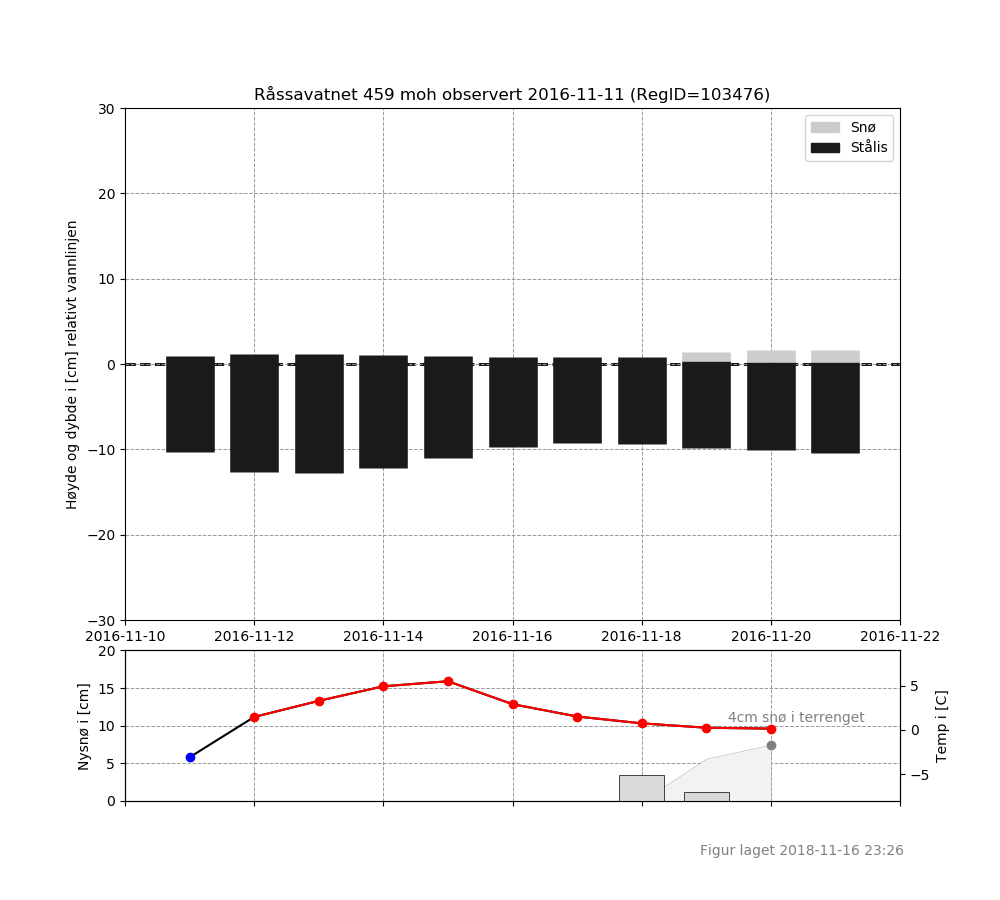 Råssavatnet 459 moh observert 2016-11-11 (RegID=103476)
Høyde og dybde i [cm] relativt vannlinjen
30
20
10
0
−10
−20
−30
Snø
Stålis
2016-11-10 2016-11-12 2016-11-14 2016-11-16 2016-11-18 2016-11-20 2016-11-22
Nysnø i [cm]
20
15
10
5
0
4cm snø i terrenget
5
0
−5
Temp i [C]
Figur laget 2018-11-16 23:26